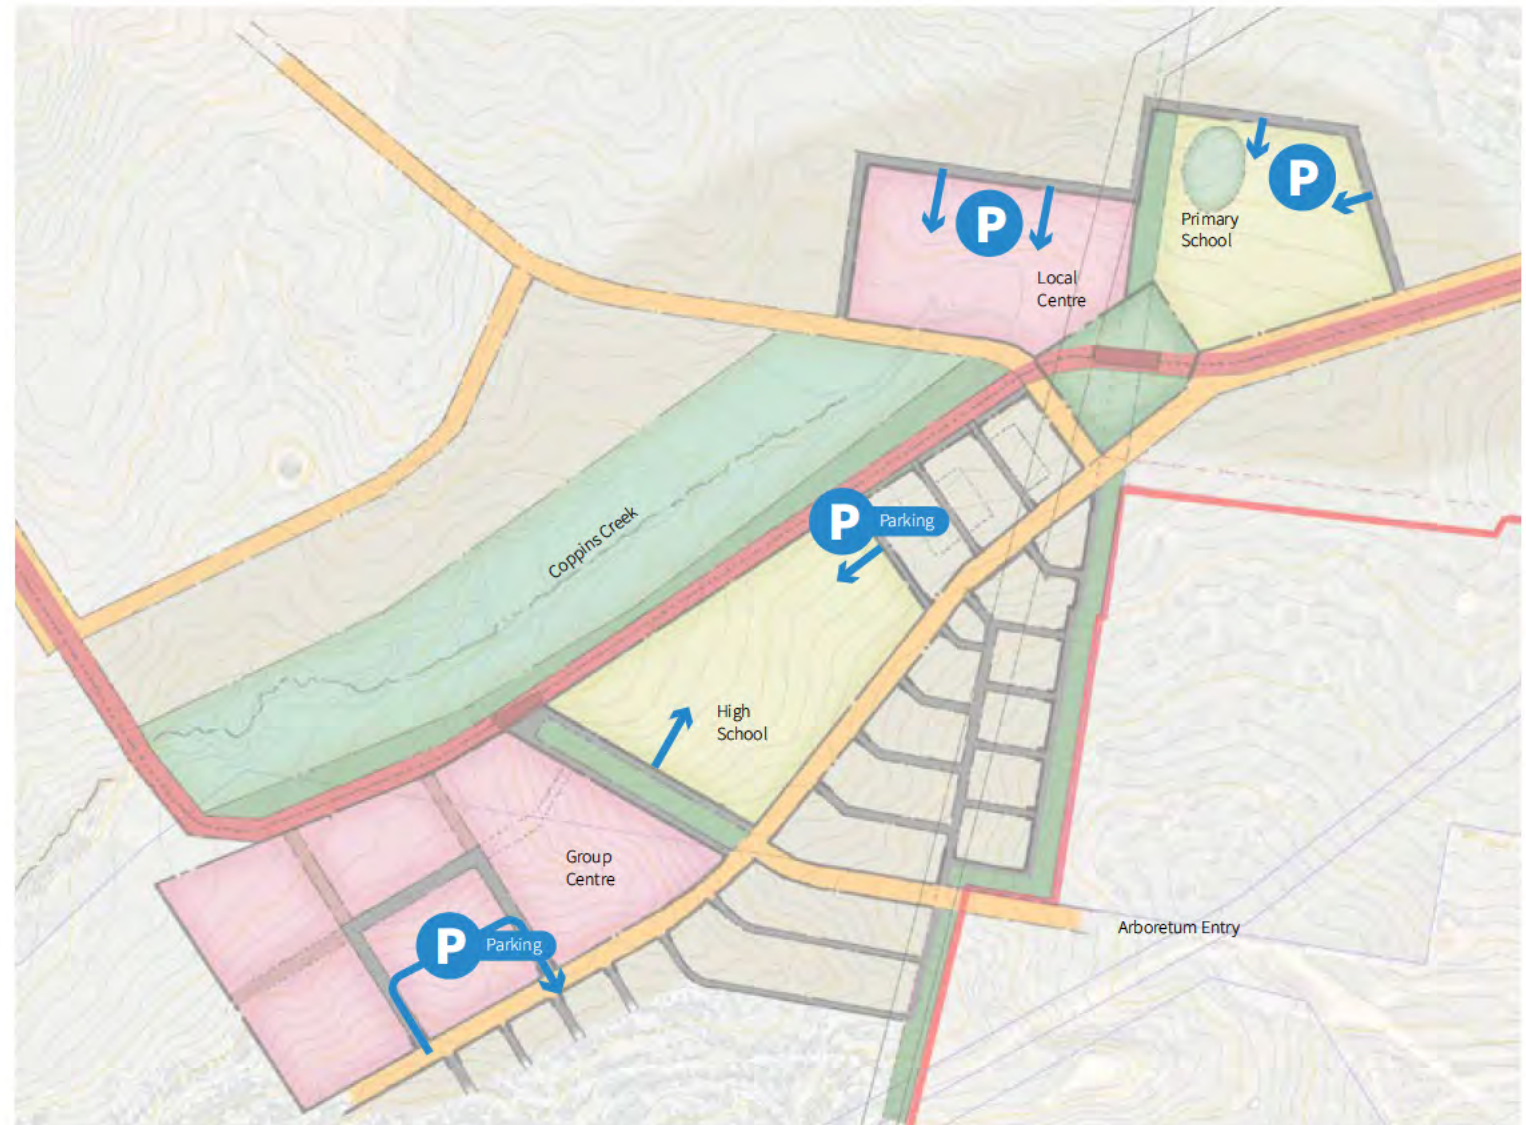 P
Primary
School
P
Local
Centre
P Parking
Coppins Creek
High
School
Group
Centre
P Parking
Arboretum Entry